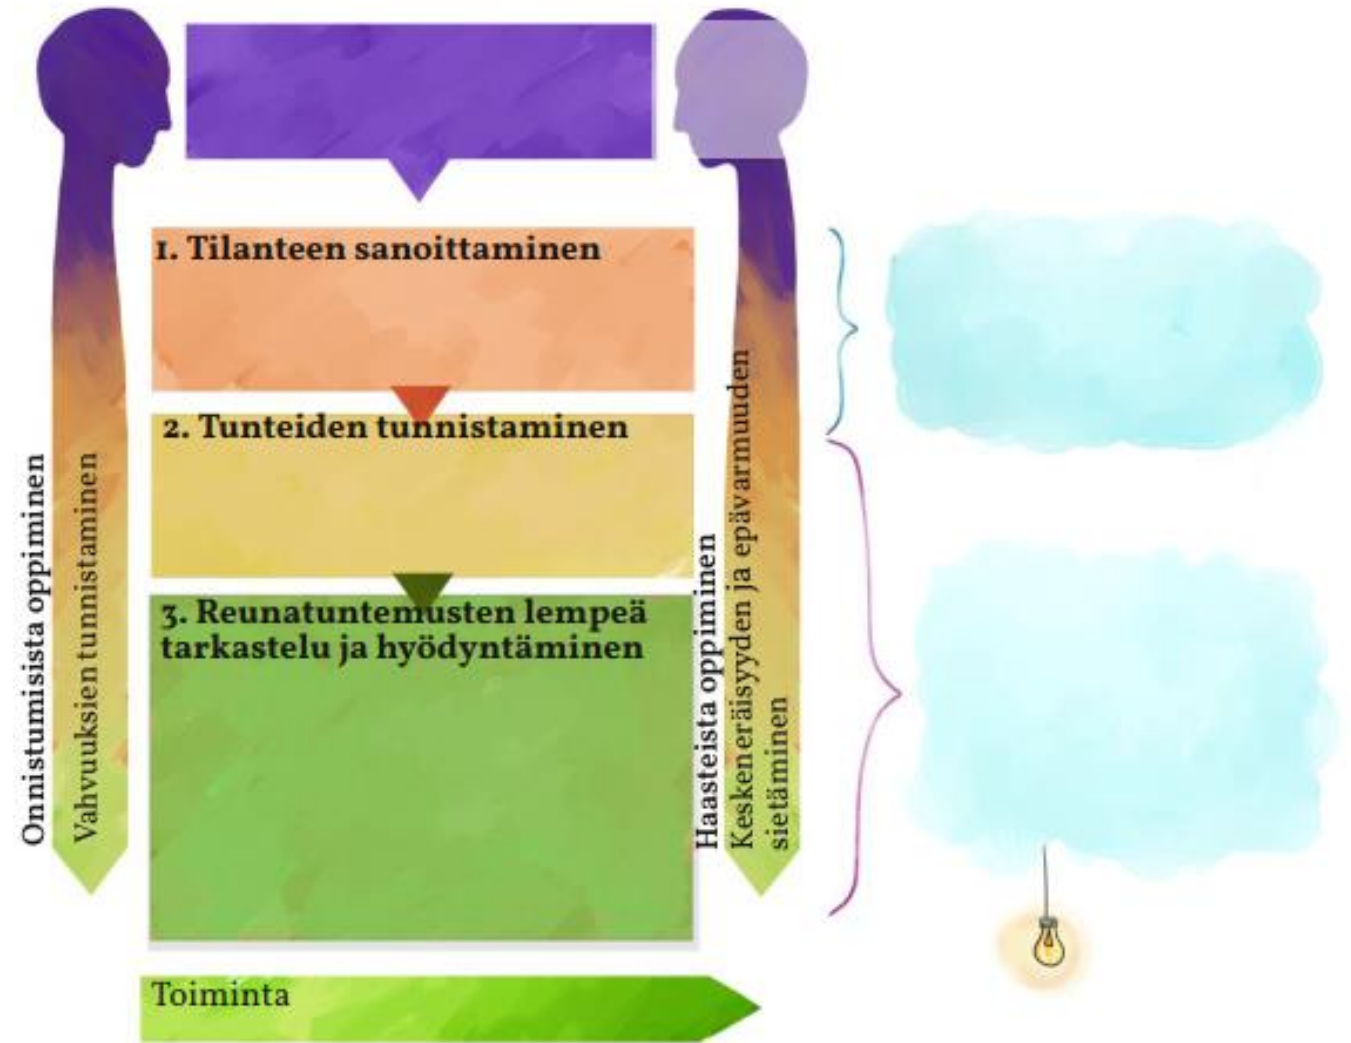 1. Tilanteen sanoittaminen
2. Tunteiden tunnistaminen
3. Reunatuntemusten lempeä
tarkastelu ja hyödyntäminen
Onnistumisista oppiminen
Vahvuuksien tunnistaminen
Haasteista oppiminen
Keskeneräisyyden ja epävarmuuden
sietäminen
Toiminta